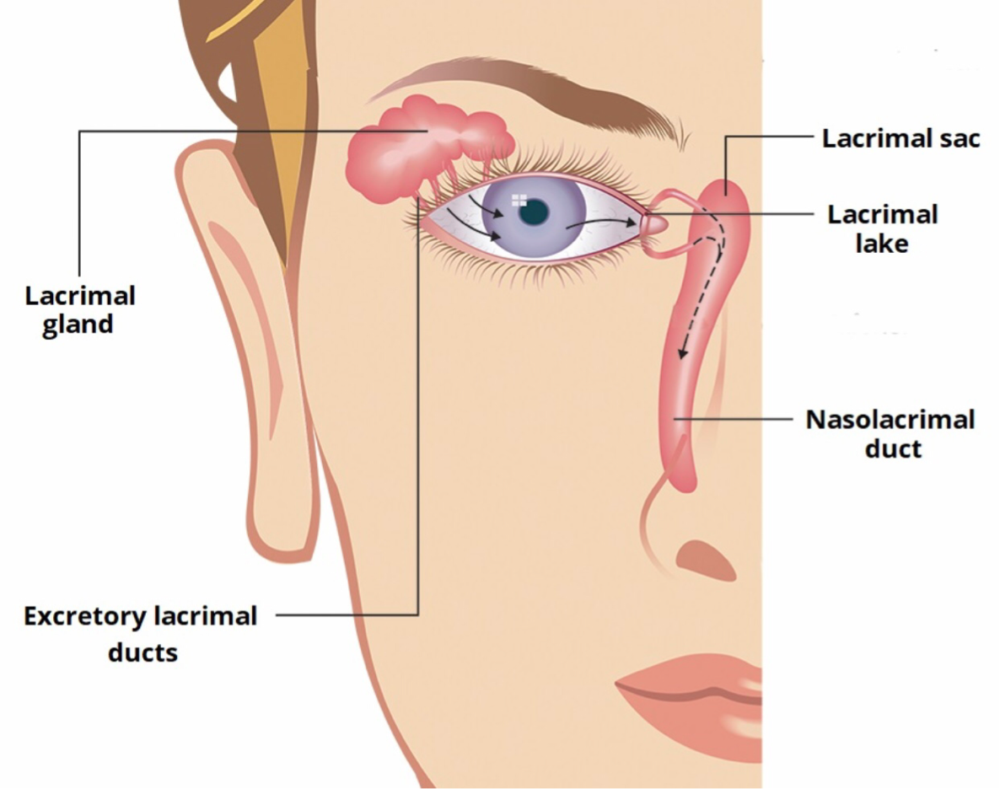 Lacrimal sac
Lacrimal
lake
Lacrimal
gland
Nasolacrimal
duct
Excretory lacrimal
ducts